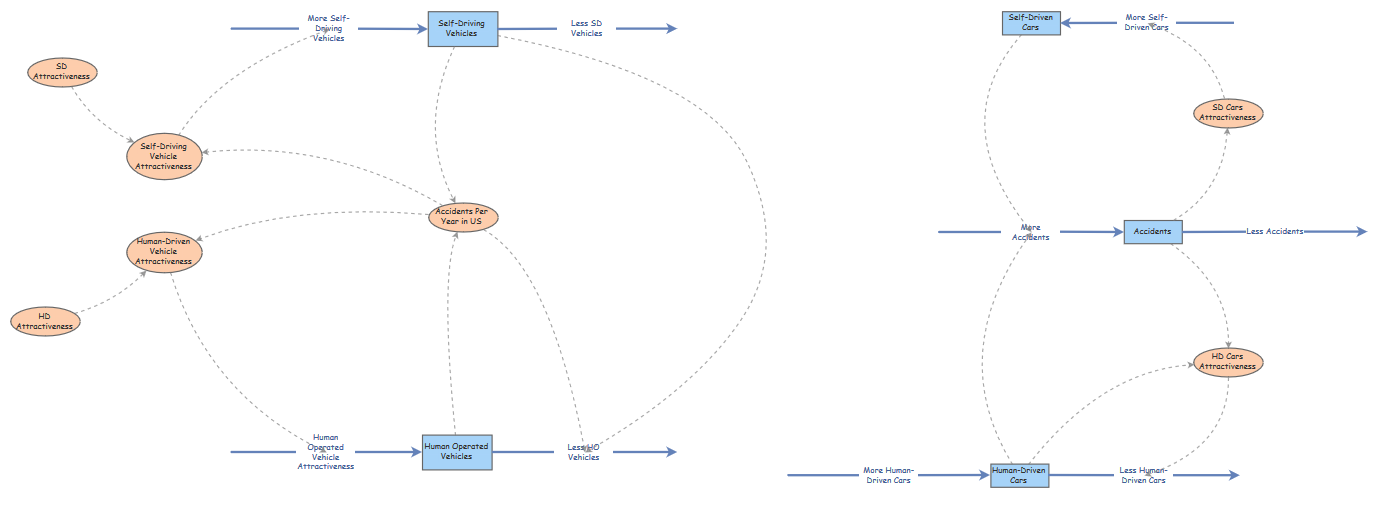 More Self-
Driving
Vehicles
Self-Driving
Vehicles
Less SD
Vehicles
SD
Attractiveness
Self-Driving
Vehicle
Attractiveness
Accidents Per
Year in US
Human-Driven
Vehicle
Attractiveness
HD
Attractiveness
Human
Operated
Vehicle
Attractiveness
Human Operated
Vehicles
Less HO
Vehicles
Self-Driven
Cars
More Self-
Driven Cars
SD Cars
Attractiveness
More
Accidents
Accidents
Less Accidents
HD Cars
Attractiveness
More Human-
Driven Cars
Human-Driven
Cars
Less Human-
Driven Cars